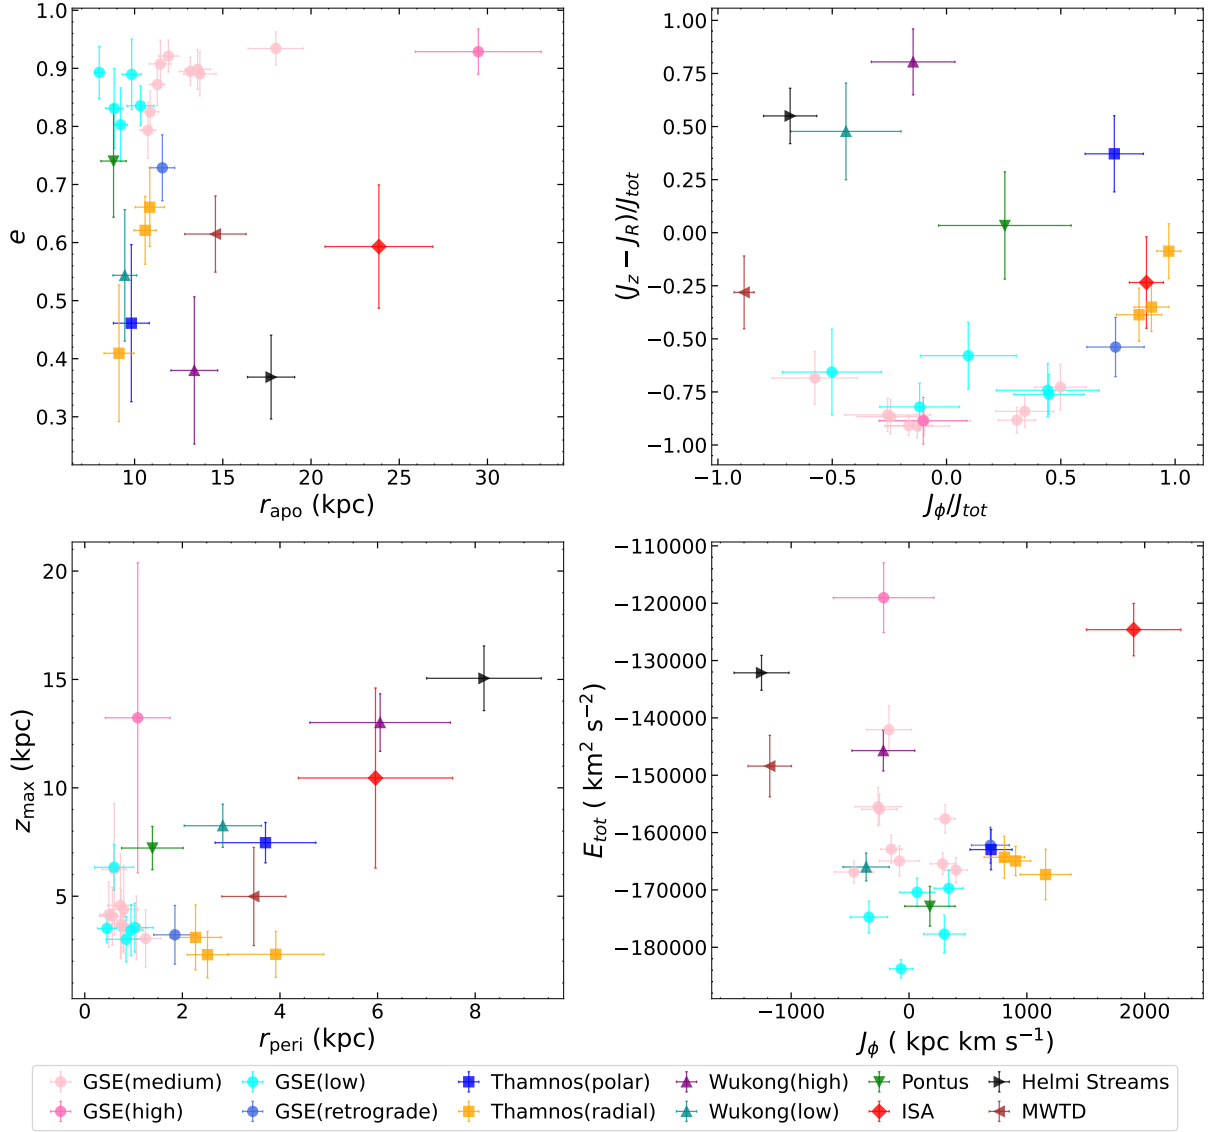 1.0
0.9
0.8
0.7
0.6
0.5
0.4
0.3
e
10 15 20 25 30
r_apo (kpc)
1.00
0.75
0.50
0.25
0.00
−0.25
−0.50
−0.75
−1.00
(J_z − J_R)/J_tot
−1.0 −0.5 0.0 0.5 1.0
J_ϕ/J_tot
20
15
10
5
z_max (kpc)
0 2 4 6 8
r_peri (kpc)
−110000
−120000
−130000
−140000
−150000
−160000
−170000
−180000
E_tot ( km² s⁻²)
−1000 0 1000 2000
J_ϕ ( kpc km s⁻¹)
GSE(medium) GSE(low) Thamnos(polar) Wukong(high) Pontus Helmi Streams
GSE(high) GSE(retrograde) Thamnos(radial) Wukong(low) ISA MWTD